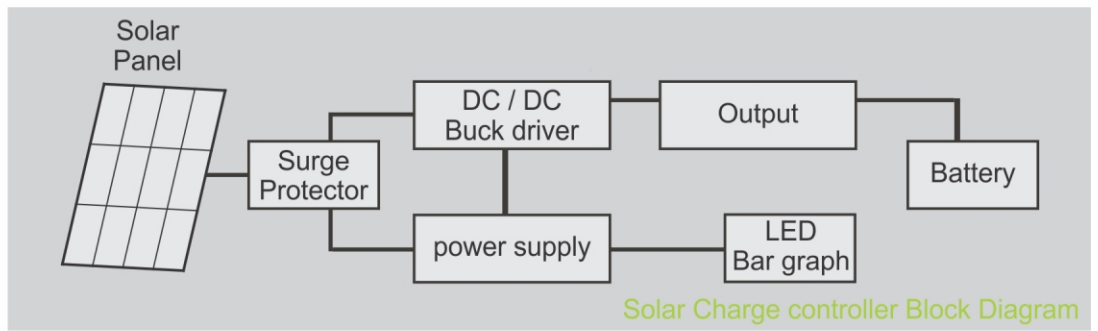 Solar
Panel
DC / DC
Buck driver
Output
Surge
Protector
Battery
power supply
LED
Bar graph
Solar Charge controller Block Diagram